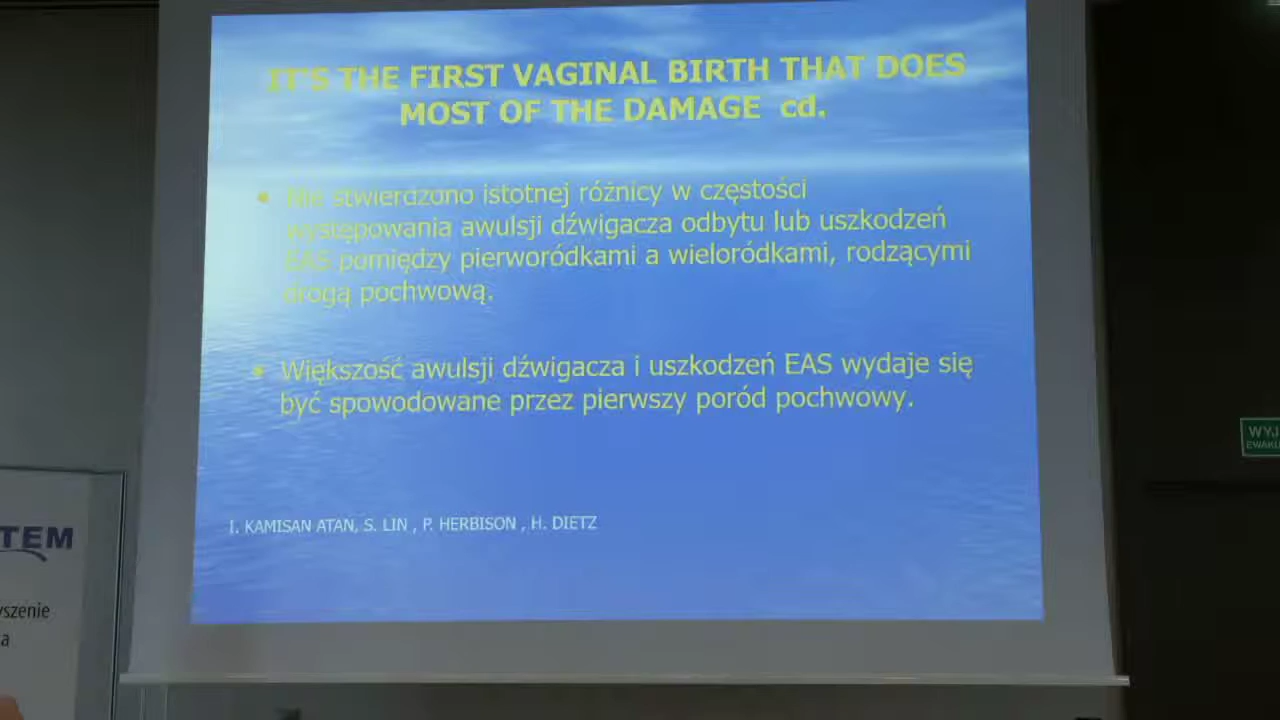 IT'S THE FIRST VAGINAL BIRTH THAT DOES
MOST OF THE DAMAGE cd.
• Nie stwierdzono istotnej różnicy w częstości
występowania awulsji dźwigacza odbytu lub uszkodzeń
EAS pomiędzy pierworódkami a wieloródkami, rodzącymi
drogą pochwową.
• Większość awulsji dźwigacza i uszkodzeń EAS wydaje się
być spowodowane przez pierwszy poród pochwowy.
I. KAMISAN ATAN, S. LIN , P. HERBISON , H. DIETZ
TEM
yszenie
a
WYJ
EWAKU